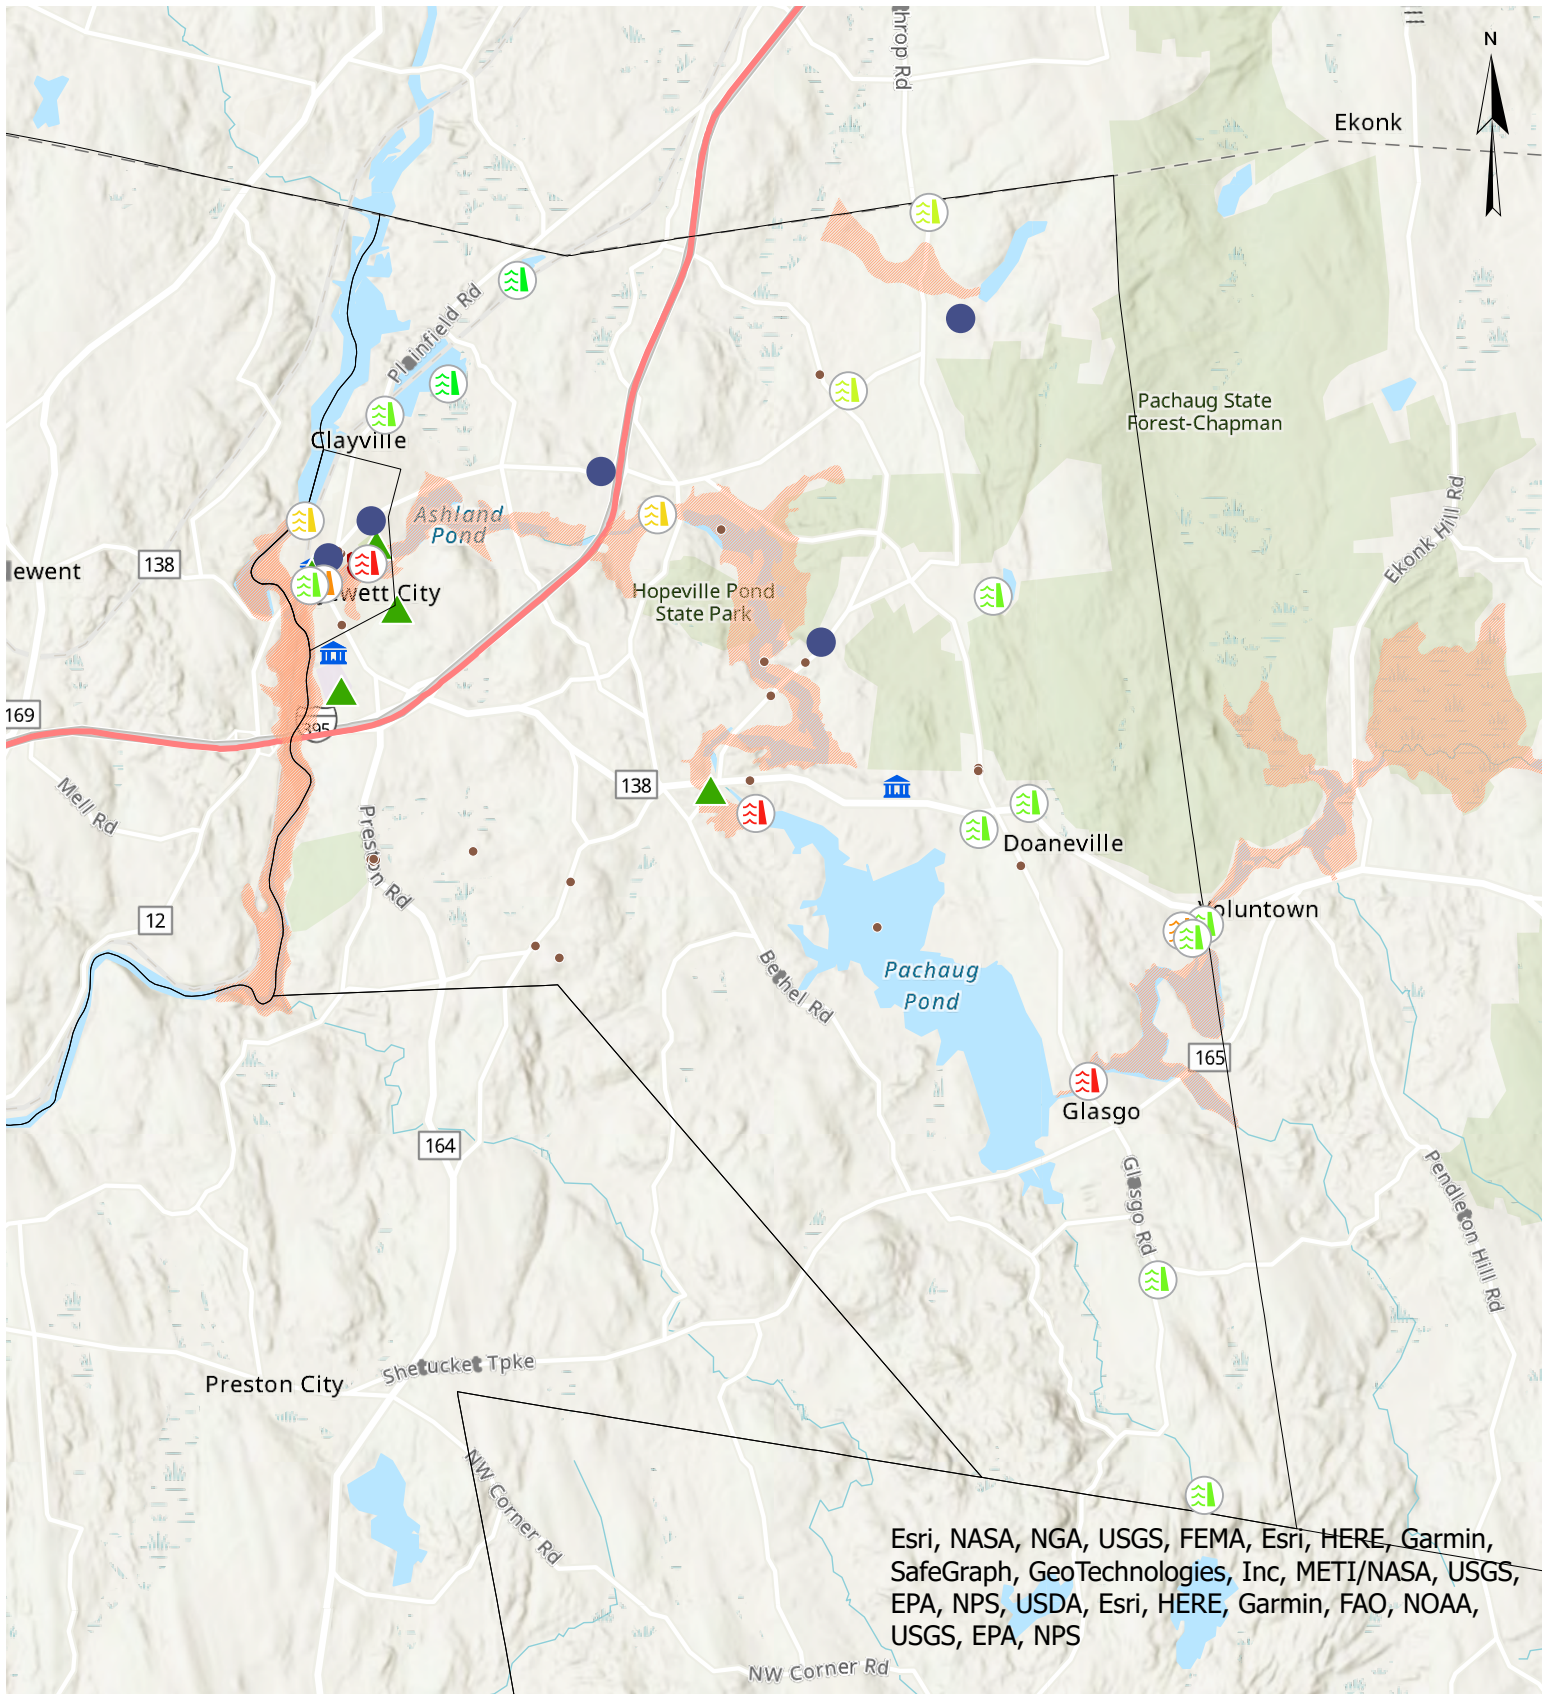 throp Rd
N
Ekonk
Plainfield Rd
Pachaug State
Forest-Chapman
Clayville
Ashland
Pond
Ekonk Hill Rd
138
ewent
wett City
Hopeville Pond
State Park
169
395
138
Mell Rd
Preston Rd
Doaneville
12
Voluntown
Bethel Rd
Pachaug
Pond
165
Glasgo
164
Glasgo Rd
Pendleton Hill Rd
Shetucket Tpke
Preston City
NW Corner Rd
Esri, NASA, NGA, USGS, FEMA, Esri, HERE, Garmin,
SafeGraph, GeoTechnologies, Inc, METI/NASA, USGS,
EPA, NPS, USDA, Esri, HERE, Garmin, FAO, NOAA,
USGS, EPA, NPS
NW Corner Rd